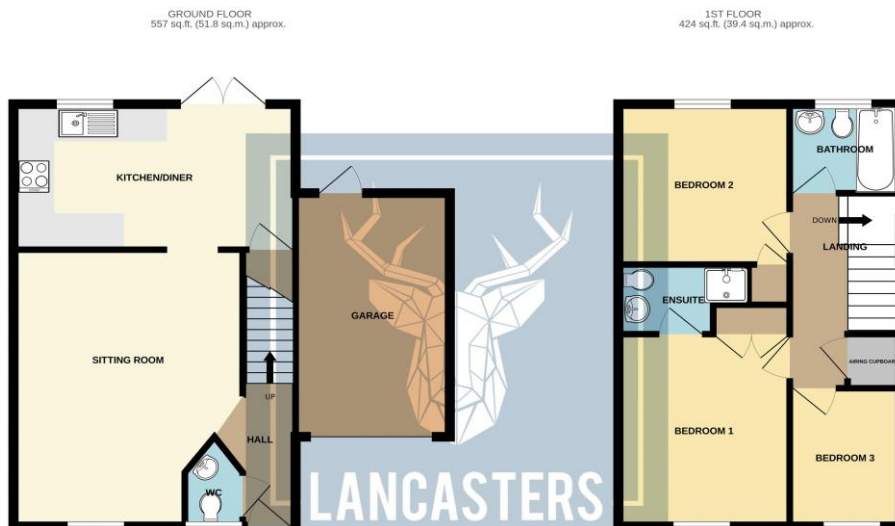 GROUND FLOOR
557 sq.ft. (51.8 sq.m.) approx.
1ST FLOOR
424 sq.ft. (39.4 sq.m.) approx.
KITCHEN/DINER
SITTING ROOM
GARAGE
UP
HALL
WC
BEDROOM 2
BATHROOM
DOWN
LANDING
ENSUITE
AIRING CUPBOARD
BEDROOM 1
BEDROOM 3
LANCASTERS